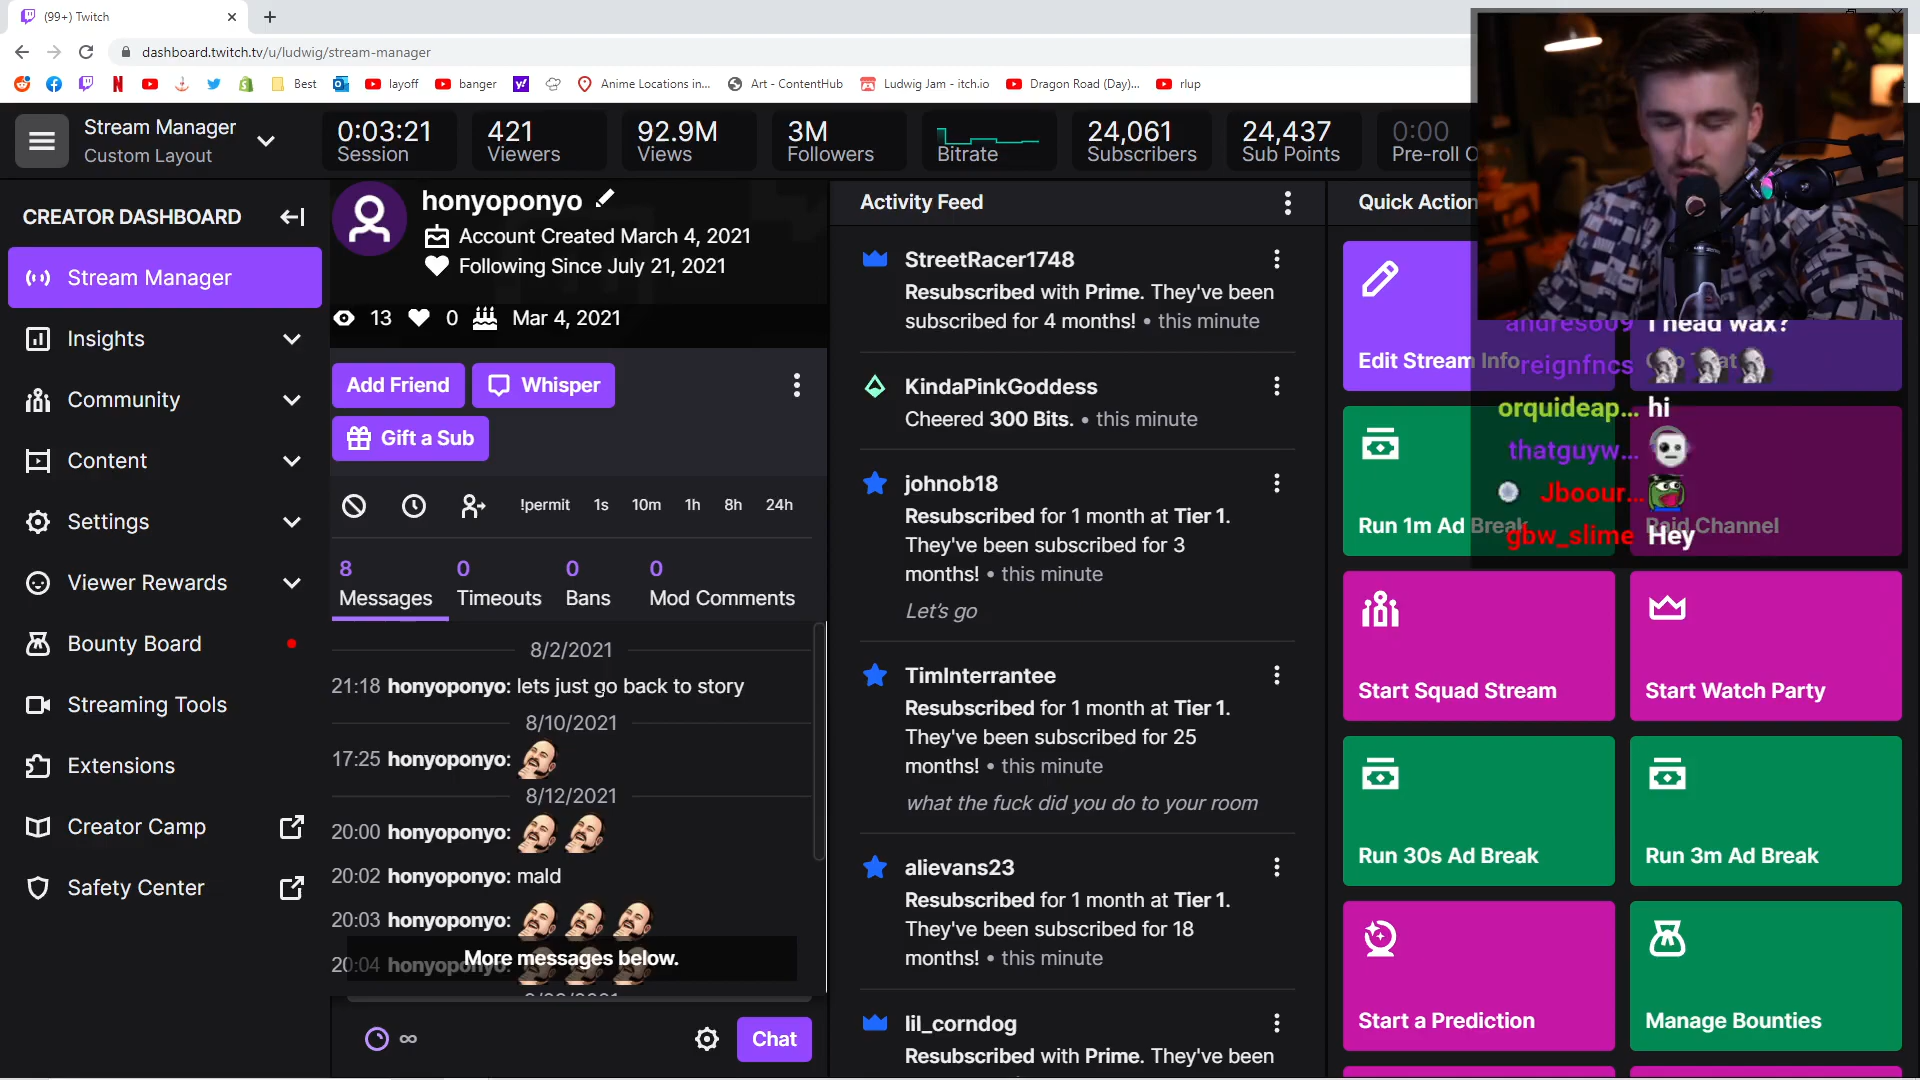 (99+) Twitch
dashboard.twitch.tv/u/ludwig/stream-manager
Best
layoff
banger
Anime Locations in...
Art - ContentHub
Ludwig Jam - itch.io
Dragon Road (Day)...
rlup
Stream Manager
Custom Layout
0:03:21
Session
421
Viewers
92.9M
Views
3M
Followers
Bitrate
24,061
Subscribers
24,437
Sub Points
0:00
Pre-roll
CREATOR DASHBOARD
Stream Manager
Insights
Community
Content
Settings
Viewer Rewards
Bounty Board
Streaming Tools
Extensions
Creator Camp
Safety Center
honyoponyo
Account Created March 4, 2021
Following Since July 21, 2021
13
0
Mar 4, 2021
Add Friend
Whisper
Gift a Sub
!permit 1s 10m 1h 8h 24h
8
Messages
0
Timeouts
0
Bans
0
Mod Comments
8/2/2021
21:18 honyoponyo: lets just go back to story
8/10/2021
17:25 honyoponyo:
8/12/2021
20:00 honyoponyo:
20:02 honyoponyo: mald
20:03 honyoponyo:
20:04 honyoponyo:
More messages below.
∞
Chat
Activity Feed
StreetRacer1748
Resubscribed with Prime. They've been
subscribed for 4 months! • this minute
KindaPinkGoddess
Cheered 300 Bits. • this minute
johnob18
Resubscribed for 1 month at Tier 1.
They've been subscribed for 3
months! • this minute
Let's go
TimInterrantee
Resubscribed for 1 month at Tier 1.
They've been subscribed for 25
months! • this minute
what the fuck did you do to your room
alievans23
Resubscribed for 1 month at Tier 1.
They've been subscribed for 18
months! • this minute
lil_corndog
Resubscribed with Prime. They've been
Quick Action
Edit Stream Info
Run 1m Ad Break
Raid Channel
Start Squad Stream
Start Watch Party
Run 30s Ad Break
Run 3m Ad Break
Start a Prediction
Manage Bounties
andres609 I head wax?
reignfncs
orquideap... hi
thatguyw...
Jboour...
gbw_slime Hey